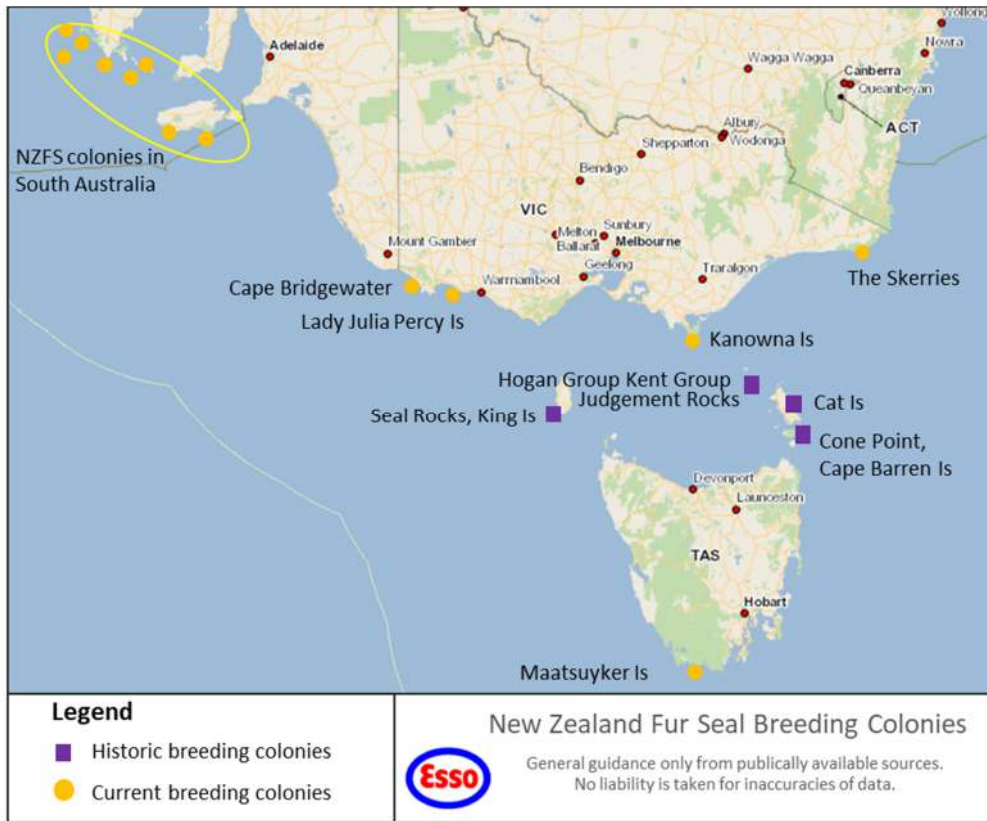 Wollong
Adelaide
Wagga Wagga
Nowra
Canberra
Queanbeyan
ACT
Albury
Wodonga
Shepparton
NZFS colonies in
South Australia
Bendigo
VIC
Sunbury
Melton
Ballarat
Melbourne
Mount Gambier
Geelong
Traralgon
Warrnambool
The Skerries
Cape Bridgewater
Lady Julia Percy Is
Kanowna Is
Hogan Group Kent Group
Judgement Rocks
Seal Rocks, King Is
Cat Is
Cone Point,
Cape Barren Is
Devonport
Launceston
TAS
Hobart
Maatsuyker Is
Legend
Historic breeding colonies
Current breeding colonies
New Zealand Fur Seal Breeding Colonies
Esso
General guidance only from publically available sources.
No liability is taken for inaccuracies of data.